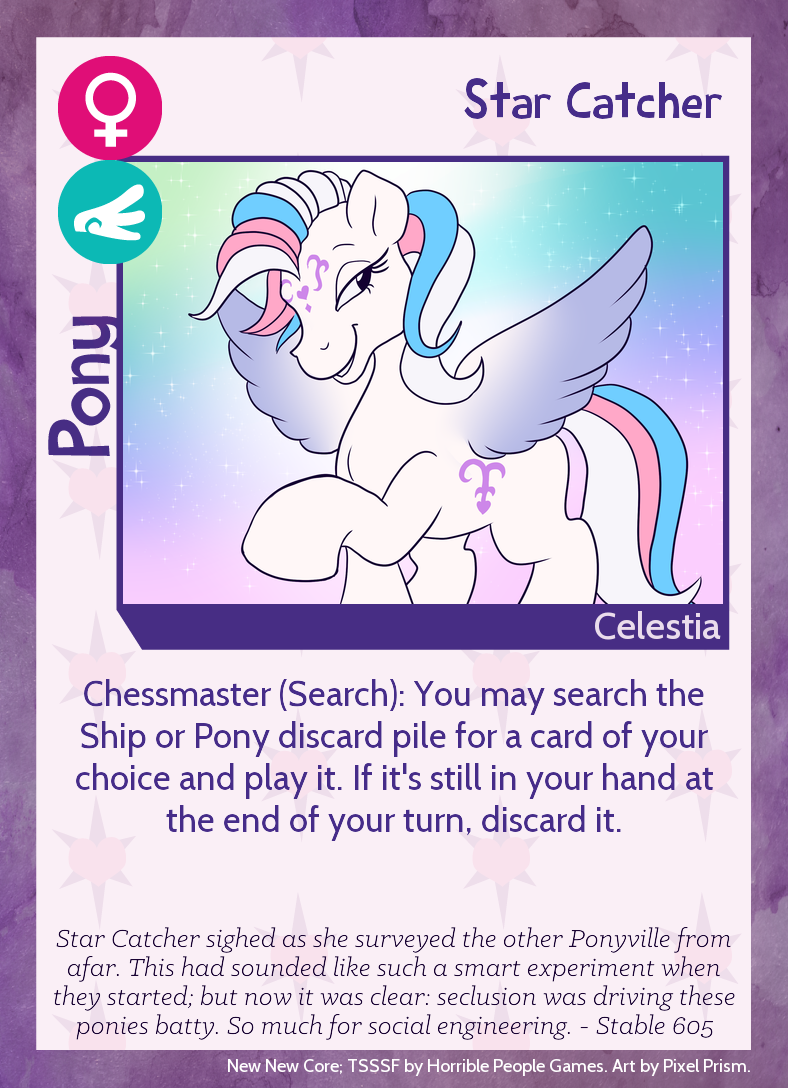 Star Catcher
Pony
Celestia
Chessmaster (Search): You may search the
Ship or Pony discard pile for a card of your
choice and play it. If it's still in your hand at
the end of your turn, discard it.
Star Catcher sighed as she surveyed the other Ponyville from
afar. This had sounded like such a smart experiment when
they started; but now it was clear: seclusion was driving these
ponies batty. So much for social engineering. - Stable 605
New New Core; TSSSF by Horrible People Games. Art by Pixel Prism.